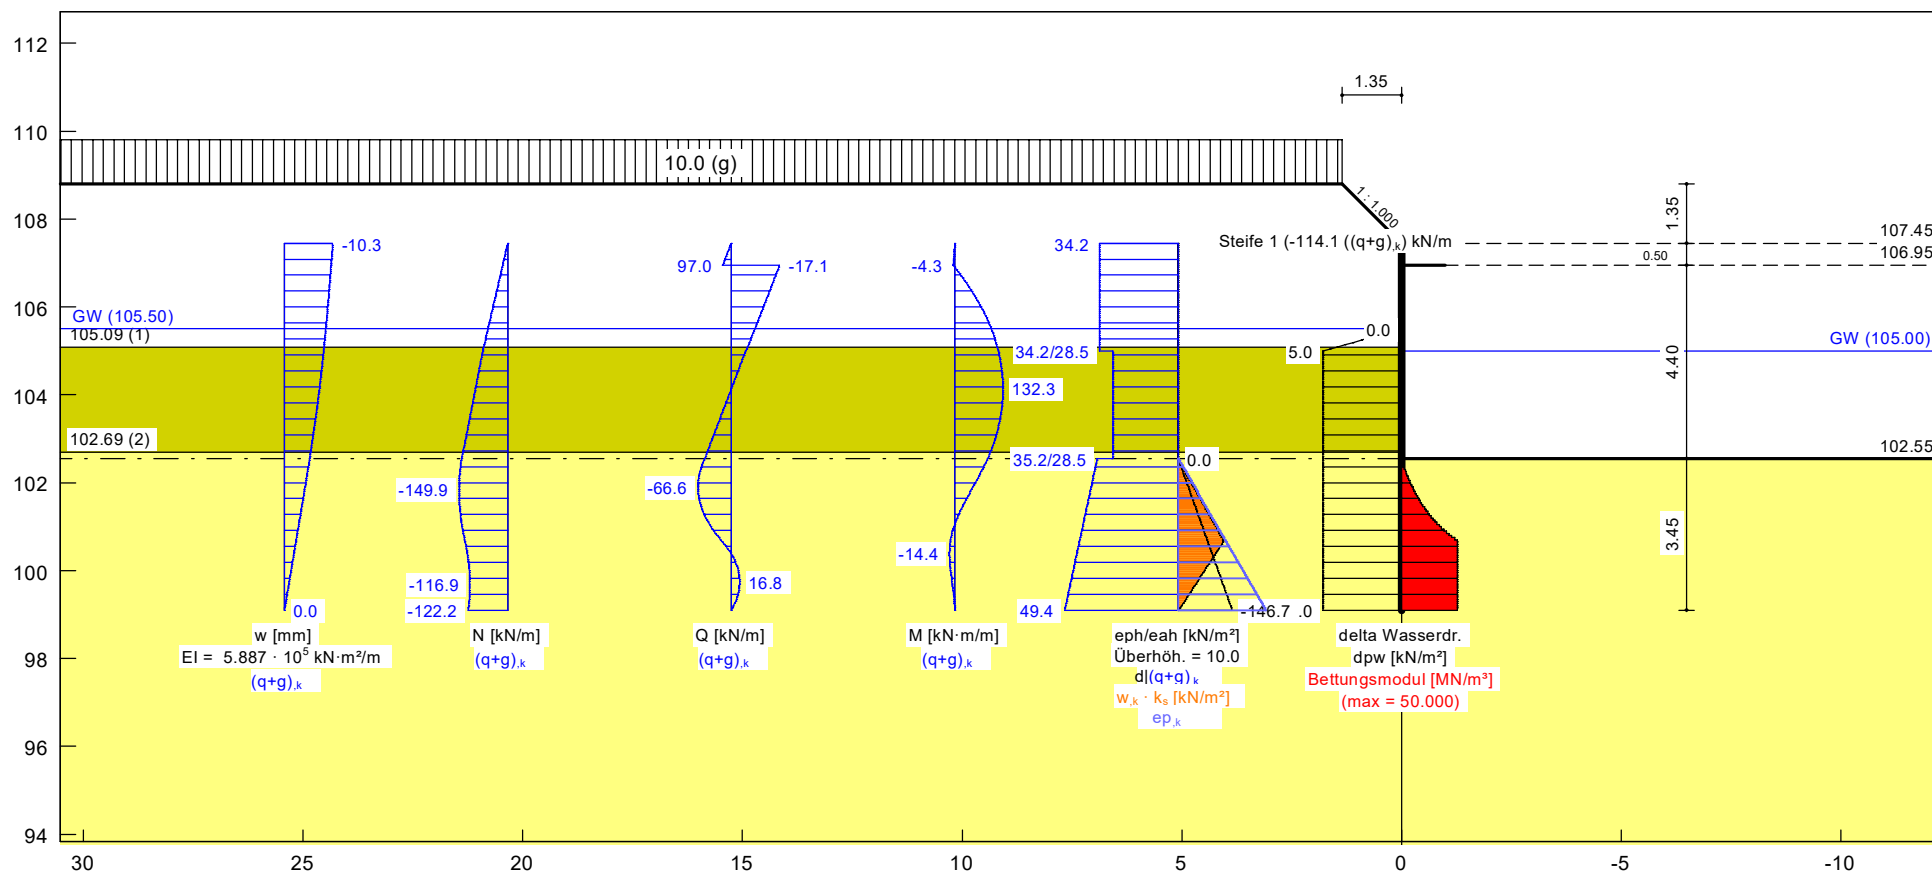 112
110
108
106
104
102
100
98
96
94
30
25
20
15
10
5
0
-5
-10
1.35
10.0 (g)
1 : 1.000
Steife 1 (-114.1 ((q+g),k) kN/m
1.35
107.45
0.50
106.95
4.40
3.45
GW (105.50)
105.09 (1)
102.69 (2)
GW (105.00)
102.55
-10.3
0.0
w [mm]
EI = 5.887 · 10⁵ kN·m²/m
(q+g),k
-149.9
-116.9
-122.2
N [kN/m]
(q+g),k
97.0
-17.1
-66.6
16.8
Q [kN/m]
(q+g),k
-4.3
132.3
-14.4
M [kN·m/m]
(q+g),k
34.2
34.2/28.5
35.2/28.5
0.0
49.4
-146.7
eph/eah [kN/m²]
Überhöh. = 10.0
(q+g),k
w,k · ks [kN/m²]
ep,k
0.0
5.0
.0
delta Wasserdr.
dpw [kN/m²]
Bettungsmodul [MN/m³]
(max = 50.000)